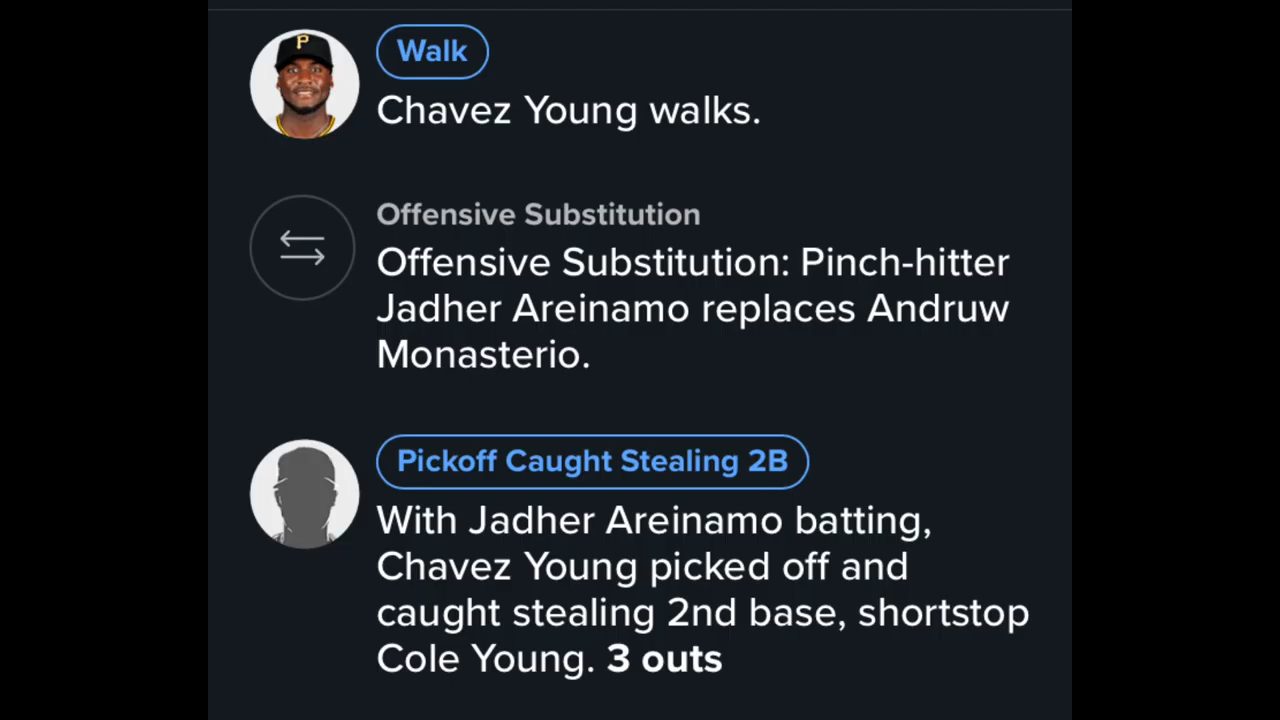 P
Walk
Chavez Young walks.
Offensive Substitution
Offensive Substitution: Pinch-hitter
Jadher Areinamo replaces Andruw
Monasterio.
Pickoff Caught Stealing 2B
With Jadher Areinamo batting,
Chavez Young picked off and
caught stealing 2nd base, shortstop
Cole Young. 3 outs